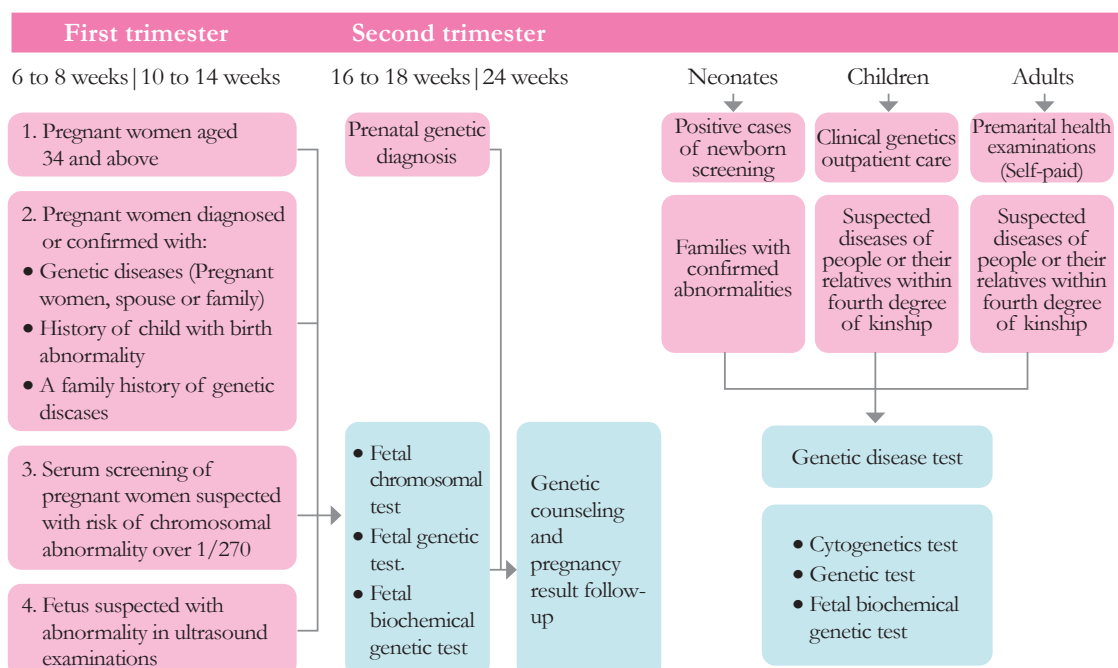 First trimester
Second trimester
6 to 8 weeks|10 to 14 weeks
16 to 18 weeks|24 weeks
Neonates
Children
Adults
1. Pregnant women aged
34 and above
2. Pregnant women diagnosed
or confirmed with:
• Genetic diseases (Pregnant
women, spouse or family)
• History of child with birth
abnormality
• A family history of genetic
discases
3. Serum screening of
pregnant women suspected
with risk of chromosomal
abnormality over 1/270
4. Fetus suspected with
abnormality in ultrasound
examinations
Prenatal genetic
diagnosis
• Fetal
chromosomal
test
• Fetal genetic
test.
• Fetal
biochemical
genetic test
Genetic
counseling
and
pregnancy
result follow-
up
Positive cases
of newborn
screening
Families with
confirmed
abnormalities
Clinical genetics
outpatient care
Suspected
diseases of
people or their
relatives within
fourth degree
of kinship
Premarital health
examinations
(Self-paid)
Suspected
diseases of
people or their
relatives within
fourth degree
of kinship
Genetic disease test
• Cytogenetics test
• Genetic test
• Fetal biochemical
genetic test